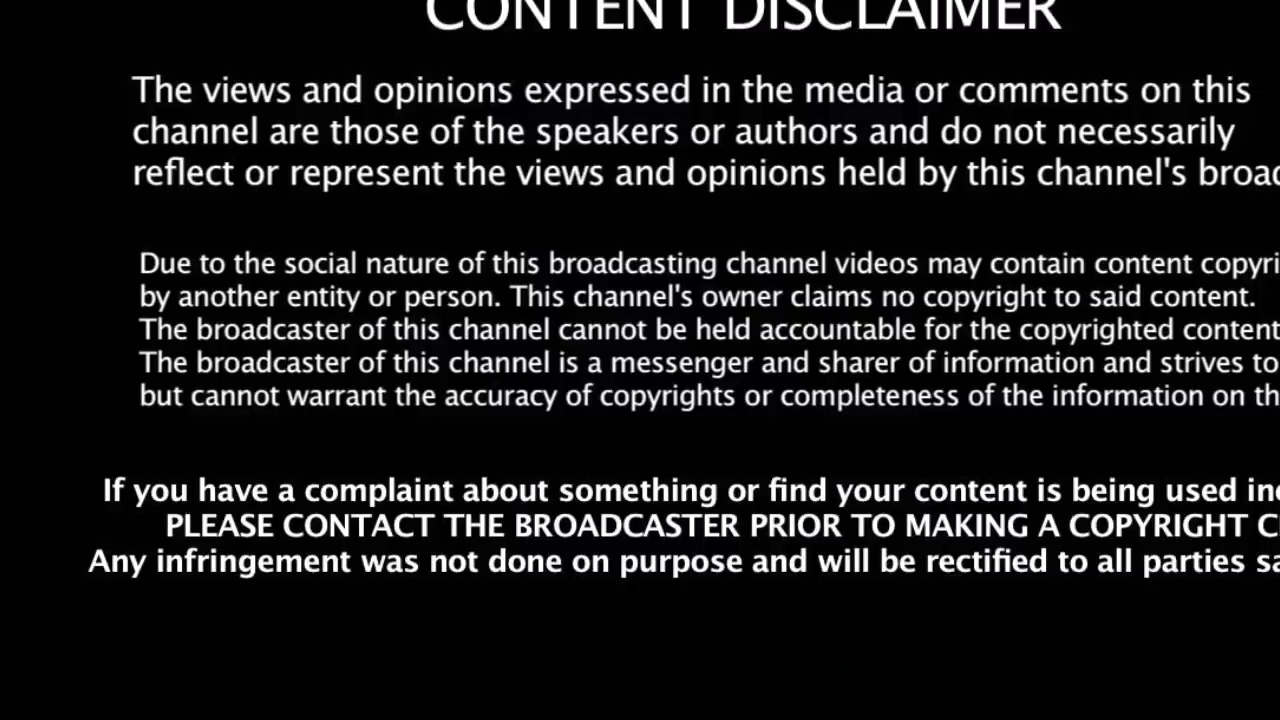 CONTENT DISCLAIMER
The views and opinions expressed in the media or comments on this
channel are those of the speakers or authors and do not necessarily
reflect or represent the views and opinions held by this channel's
Due to the social nature of this broadcasting channel videos may contain content
by another entity or person. This channel's owner claims no copyright to said content.
The broadcaster of this channel cannot be held accountable for the copyrighted content
The broadcaster of this channel is a messenger and sharer of information and strives to
but cannot warrant the accuracy of copyrights or completeness of the information on
If you have a complaint about something or find your content is being used
PLEASE CONTACT THE BROADCASTER PRIOR TO MAKING A COPYRIGHT
Any infringement was not done on purpose and will be rectified to all parties